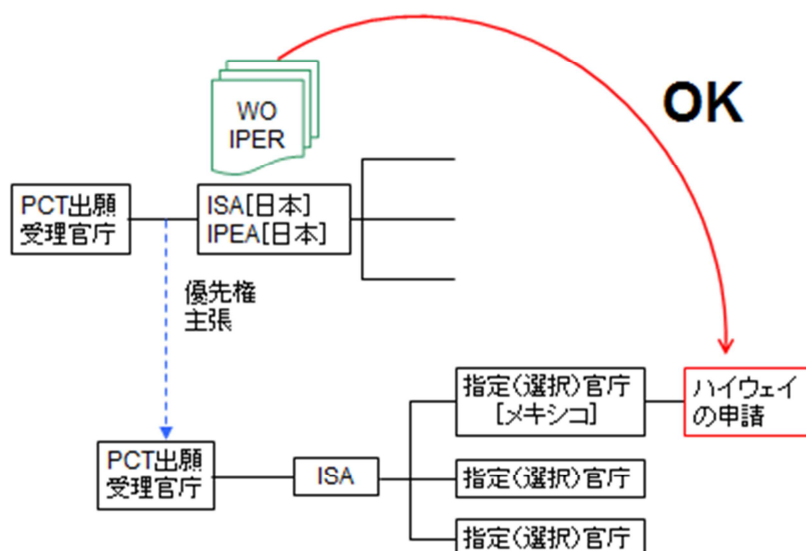 WO
IPER
OK
PCT出願
受理官庁
ISA[日本]
IPEA[日本]
優先権
主張
指定(選択)官庁
[メキシコ]
ハイウェイ
の申請
PCT出願
受理官庁
ISA
指定(選択)官庁
指定(選択)官庁